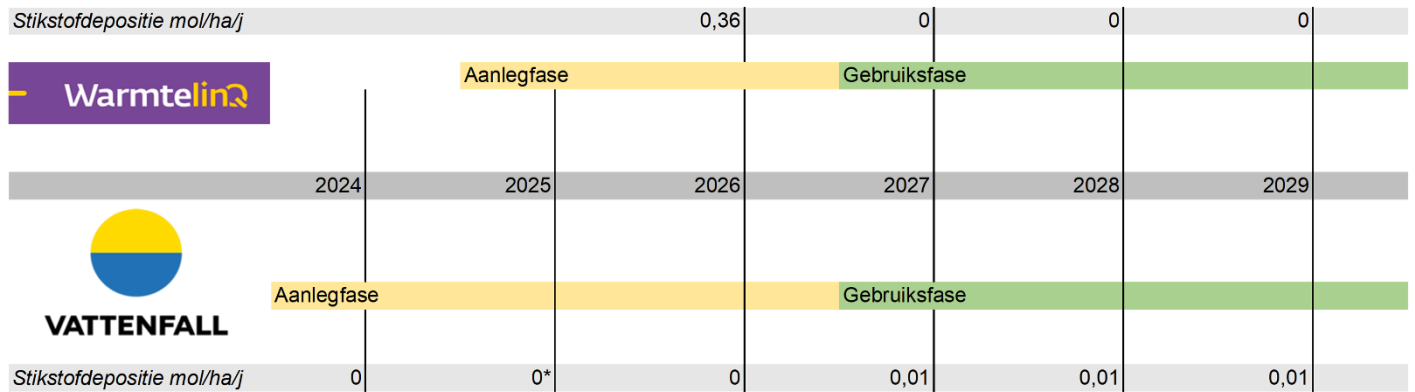 Stikstofdepositie mol/ha/j 0,36 0 0 0
WarmtelinQ
Aanlegfase Gebruiksfase
2024 2025 2026 2027 2028 2029
VATTENFALL
Aanlegfase Gebruiksfase
Stikstofdepositie mol/ha/j 0 0* 0 0,01 0,01 0,01